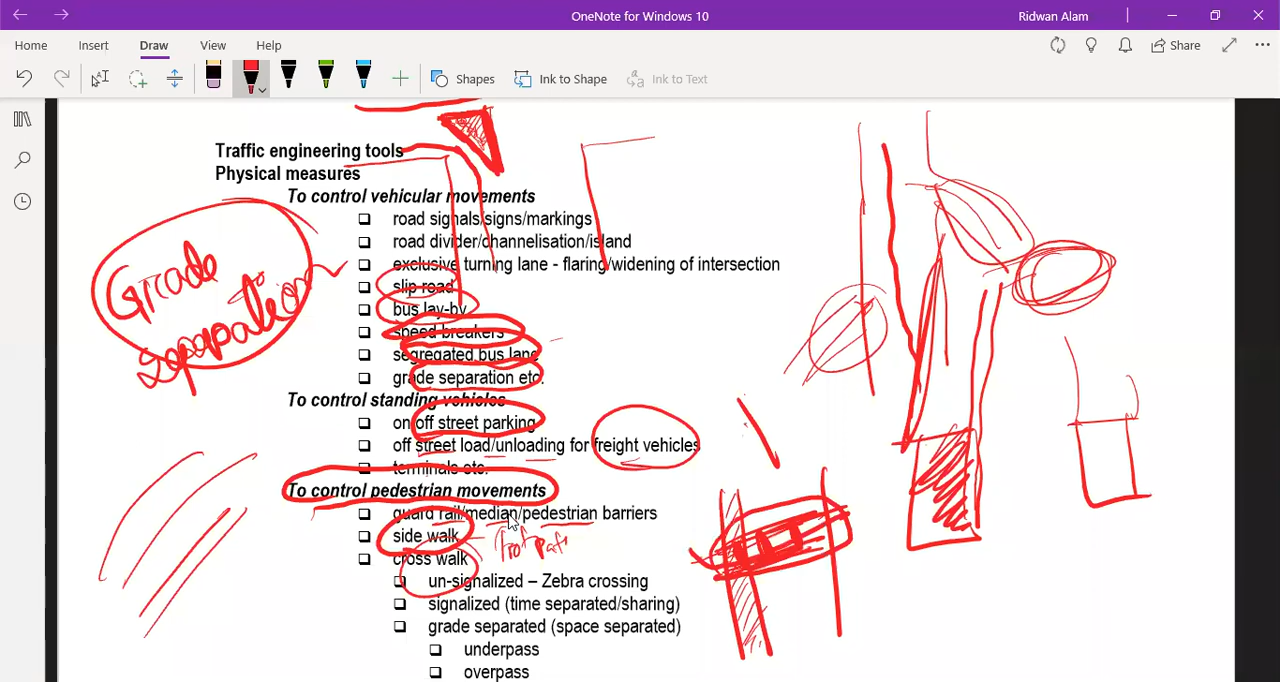 OneNote for Windows 10
Ridwan Alam
Home Insert Draw View Help
Share
Shapes Ink to Shape Ink to Text
Traffic engineering tools
Physical measures
To control vehicular movements
road signals/signs/markings
road divider/channelisation/island
exclusive turning lane - flaring/widening of intersection
slip road
bus lay-by
speed breakers
segregated bus lane
grade separation etc.
To control standing vehicles
on/off street parking
off street load/unloading for freight vehicles
terminals etc.
To control pedestrian movements
guard rail/median/pedestrian barriers
side walk
cross walk
un-signalized – Zebra crossing
signalized (time separated/sharing)
grade separated (space separated)
underpass
overpass
Grade